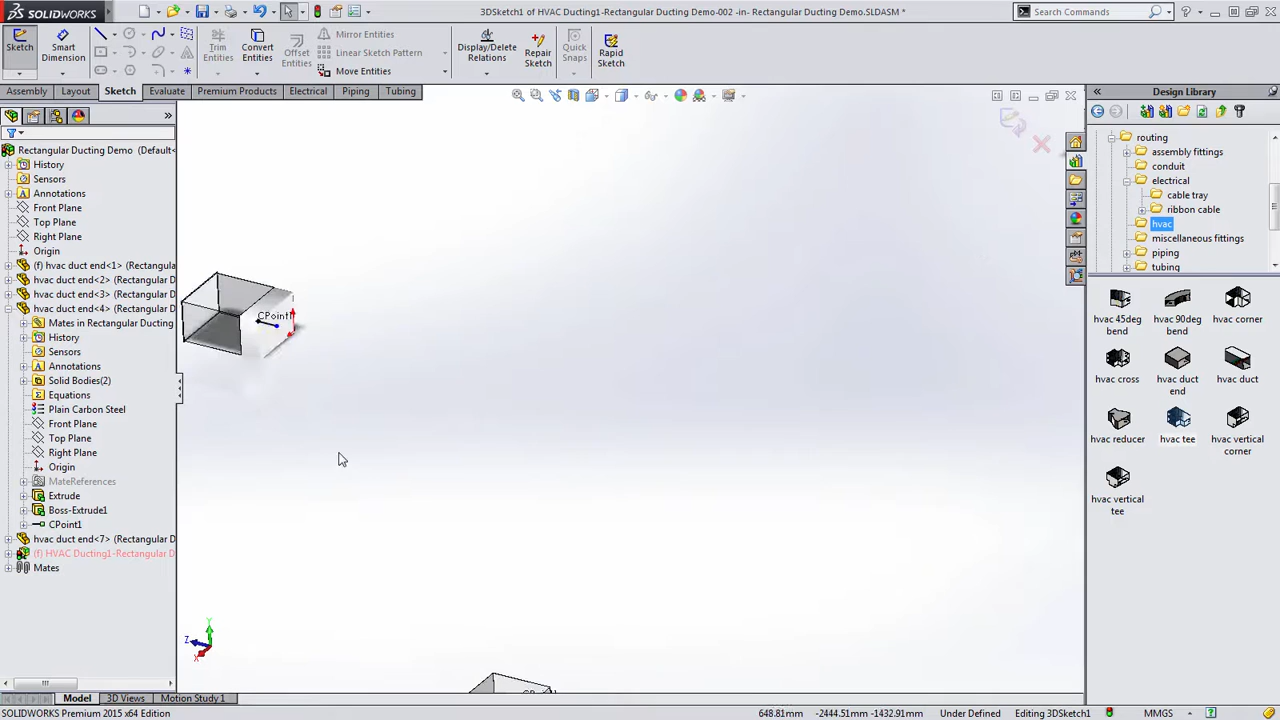 SOLIDWORKS
3DSketch1 of HVAC Ducting1-Rectangular Demo-002 -in- Rectangular Ducting Demo.SLDASM *
Search Commands
Sketch
Smart Dimension
Trim Entities
Convert Entities
Offset Entities
Mirror Entities
Linear Sketch Pattern
Move Entities
Display/Delete Relations
Repair Sketch
Quick Snaps
Rapid Sketch
Assembly Layout Sketch Evaluate Premium Products Electrical Piping Tubing
Design Library
Rectangular Ducting Demo (Default<
History
Sensors
Annotations
Front Plane
Top Plane
Right Plane
Origin
(f) hvac duct end<1> (Rectangular
hvac duct end<2> (Rectangular D
hvac duct end<3> (Rectangular D
hvac duct end<4> (Rectangular D
Mates in Rectangular Ducting
History
Sensors
Annotations
Solid Bodies(2)
Equations
Plain Carbon Steel
Front Plane
Top Plane
Right Plane
Origin
MateReferences
Extrude
Boss-Extrude1
CPoint1
hvac duct end<7> (Rectangular D
(f) HVAC Ducting1-Rectangular D
Mates
CPoint1
Y
Z
X
routing
assembly fittings
conduit
electrical
cable tray
ribbon cable
hvac
miscellaneous fittings
piping
tubing
hvac 45deg bend
hvac 90deg bend
hvac corner
hvac cross
hvac duct end
hvac duct
hvac reducer
hvac tee
hvac vertical corner
hvac vertical tee
Model 3D Views Motion Study 1
SOLIDWORKS Premium 2015 x64 Edition
648.81mm -2444.51mm -1432.91mm Under Defined Editing 3DSketch1 MMGS